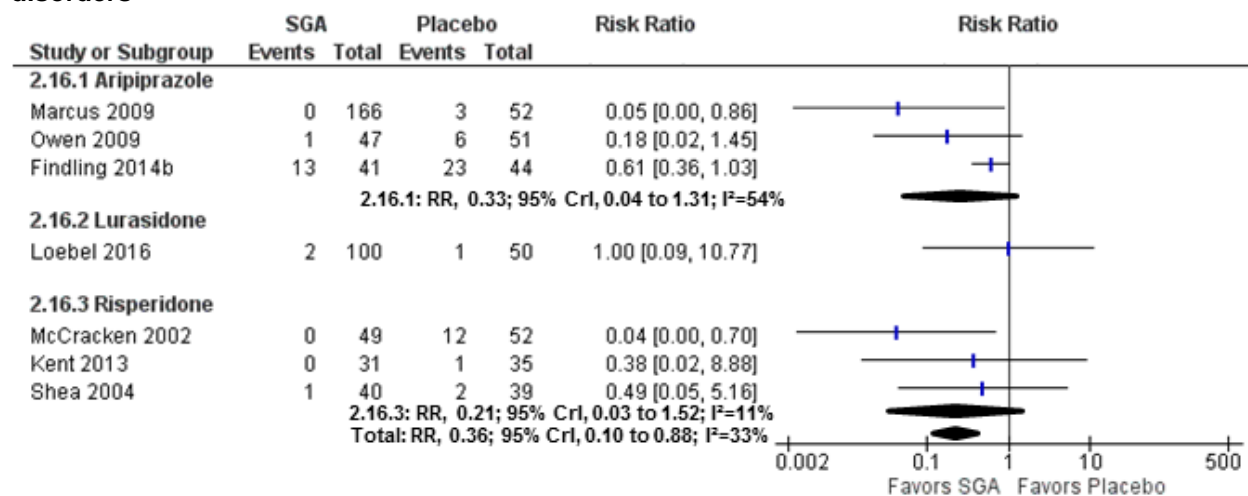 SGA Placebo Risk Ratio Risk Ratio
Study or Subgroup Events Total Events Total
2.16.1 Aripiprazole
Marcus 2009 0 166 3 52 0.05 [0.00, 0.86]
Owen 2009 1 47 6 51 0.18 [0.02, 1.45]
Findling 2014b 13 41 23 44 0.61 [0.36, 1.03]
2.16.1: RR, 0.33; 95% CrI, 0.04 to 1.31; I²=54%
2.16.2 Lurasidone
Loebel 2016 2 100 1 50 1.00 [0.09, 10.77]
2.16.3 Risperidone
McCracken 2002 0 49 12 52 0.04 [0.00, 0.70]
Kent 2013 0 31 1 35 0.38 [0.02, 8.88]
Shea 2004 1 40 2 39 0.49 [0.05, 5.16]
2.16.3: RR, 0.21; 95% CrI, 0.03 to 1.52; I²=11%
Total: RR, 0.36; 95% CrI, 0.10 to 0.88; I²=33%
0.002 0.1 1 10 500
Favors SGA Favors Placebo